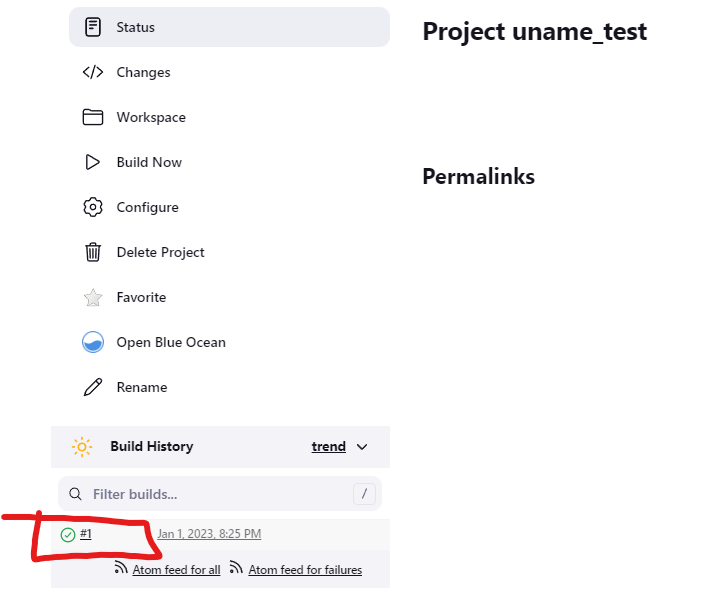 Status
Project uname_test
Changes
Workspace
Permalinks
Build Now
Configure
Delete Project
Favorite
Open Blue Ocean
Rename
Build History trend
Filter builds... /
#1 Jan 1, 2023, 8:25 PM
Atom feed for all Atom feed for failures